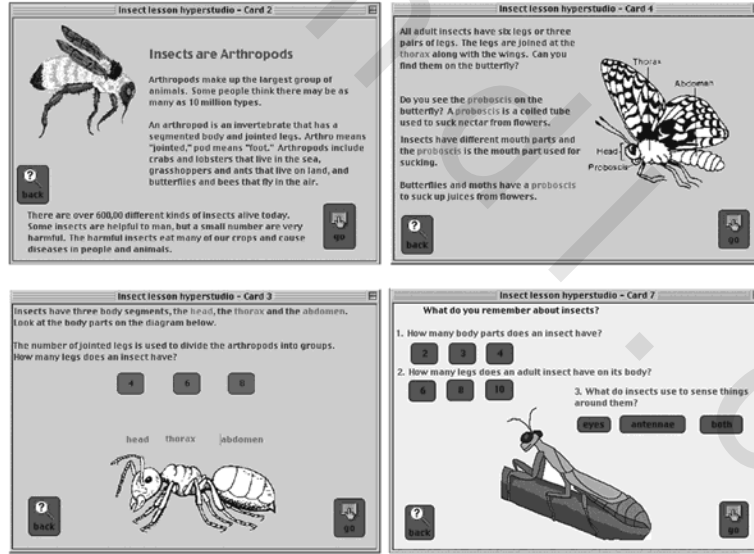 Insect lesson hyperstudio – Card 2
Insects are Arthropods
Arthropods make up the largest group of
animals. Some people think there may be as
many as 10 million types.
An arthropod is an invertebrate that has a
segmented body and jointed legs. Arthro means
"jointed," pod means "foot." Arthropods include
crabs and lobsters that live in the sea,
grasshoppers and ants that live on land, and
butterflies and bees that fly in the air.
back
There are over 600,00 different kinds of insects alive today.
Some insects are helpful to man, but a small number are very
harmful. The harmful insects eat many of our crops and cause
diseases in people and animals.
go
Insect lesson hyperstudio – Card 4
All adult insects have six legs or three
pairs of legs. The legs are joined at the
thorax along with the wings. Can you
find them on the butterfly?
Do you see the proboscis on the
butterfly? A proboscis is a coiled tube
used to suck nectar from flowers.
Insects have different mouth parts and
the proboscis is the mouth part used for
sucking.
Butterflies and moths have a proboscis
to suck up juices from flowers.
Thorax
Abdomen
Head
Proboscis
back
go
Insect lesson hyperstudio – Card 3
Insects have three body segments, the head, the thorax and the abdomen.
Look at the body parts on the diagram below.
The number of jointed legs is used to divide the arthropods into groups.
How many legs does an insect have?
4 6 8
head thorax abdomen
back
go
Insect lesson hyperstudio – Card 7
What do you remember about insects?
1. How many body parts does an insect have?
2 3 4
2. How many legs does an adult insect have on its body?
6 8 10
3. What do insects use to sense things
around them?
eyes antennae both
back
go